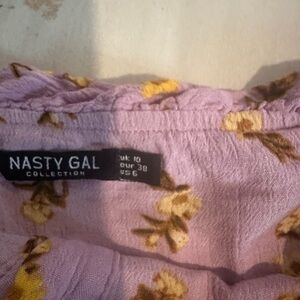 NASTY GAL
COLLECTION
uk 10
eur 38
us 6